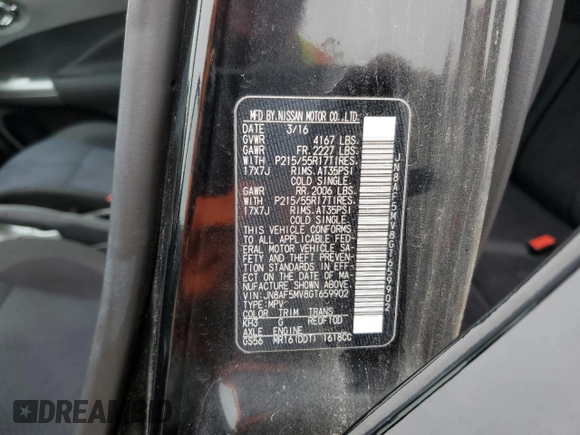 MFD BY NISSAN MOTOR CO.,LTD.
DATE 3/16
GVWR 4167 LBS.
GAWR FR. 2227 LBS.
WITH P215/55R17TIRES,
17X7J RIMS, AT35PSI
COLD SINGLE.
GAWR RR. 2006 LBS.
WITH P215/55R17TIRES,
17X7J RIMS, AT35PSI
COLD SINGLE.
THIS VEHICLE CONFORMS
TO ALL APPLICABLE FED-
ERAL MOTOR VEHICLE SA-
FETY AND THEFT PREVEN-
TION STANDARDS IN EFF-
ECT ON THE DATE OF MA-
NUFACTURE SHOWN ABOVE.
VIN: JN8AF5MV8GT659902
TYPE: MPV
COLOR TRIM TRANS
KH3 G RE0F10D
AXLE ENGINE
GS56 MR16(DDT) 1618CC
JN8AF5MV8GT659902
DREAMBID